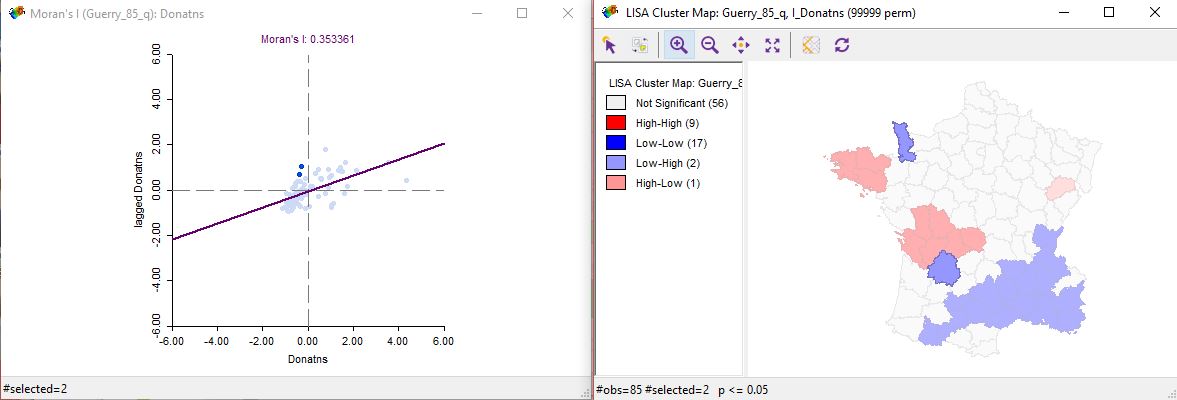 Moran's I (Guerry_85_q): Donatns
Moran's I: 0.353361
6.00
4.00
2.00
0.00
-2.00
-4.00
-6.00
lagged Donatns
-6.00 -4.00 -2.00 0.00 2.00 4.00 6.00
Donatns
#selected=2
LISA Cluster Map: Guerry_85_q, I_Donatns (99999 perm)
LISA Cluster Map: Guerry_8
Not Significant (56)
High-High (9)
Low-Low (17)
Low-High (2)
High-Low (1)
#obs=85 #selected=2 p <= 0.05